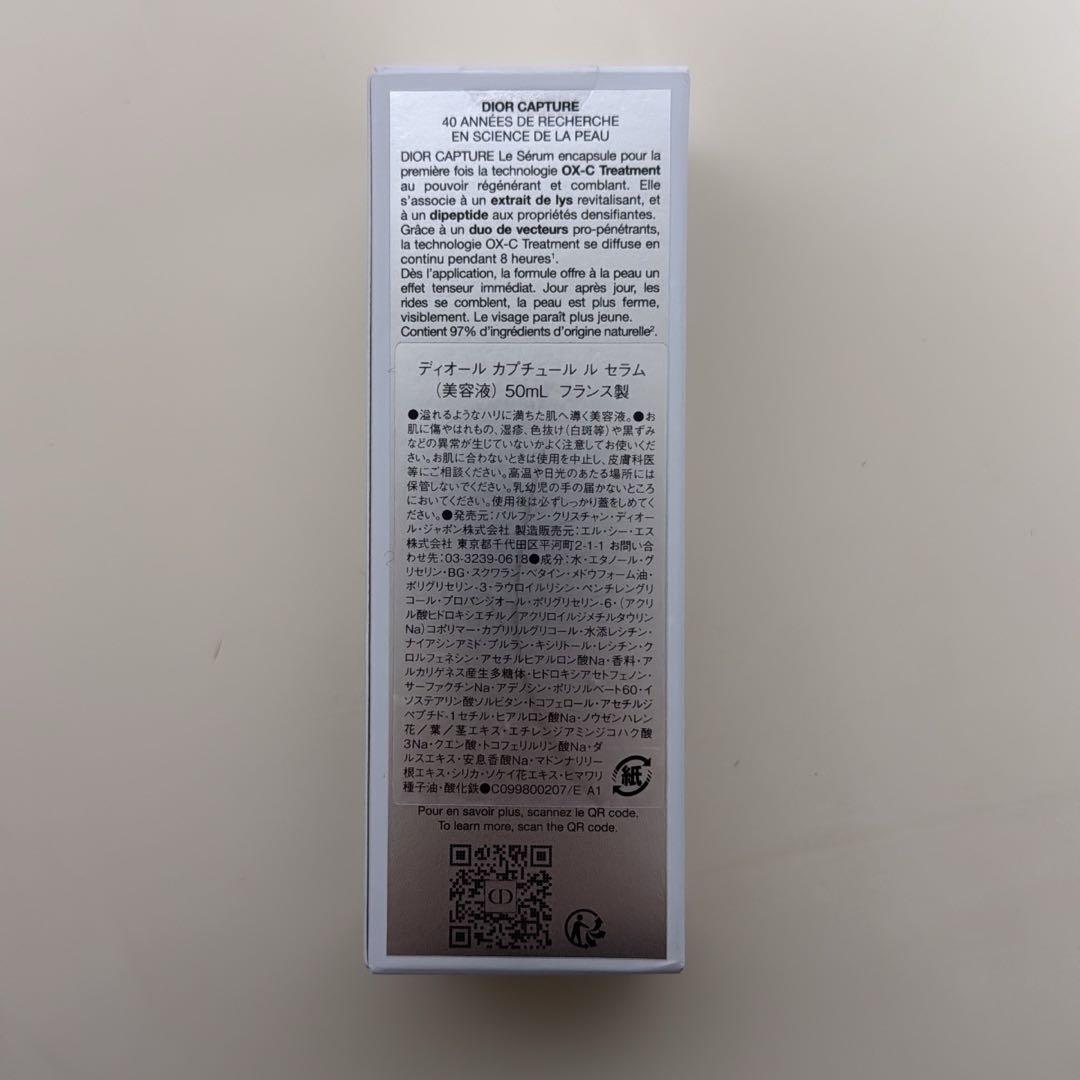 DIOR CAPTURE
40 ANNÉES DE RECHERCHE
EN SCIENCE DE LA PEAU
DIOR CAPTURE Le Sérum encapsule pour la
première fois la technologie OX-C Treatment
au pouvoir régénérant et comblant. Elle
s'associe à un extrait de lys revitalisant, et
à un dipeptide aux propriétés densifiantes.
Grâce à un duo de vecteurs pro-pénétrants,
la technologie OX-C Treatment se diffuse en
continu pendant 8 heures¹.
Dès l'application, la formule offre à la peau un
effet tenseur immédiat. Jour après jour, les
rides se comblent, la peau est plus ferme,
visiblement. Le visage paraît plus jeune.
Contient 97% d'ingrédients d'origine naturelle².
ディオール カプチュール ル セラム
(美容液) 50mL フランス製
●溢れるようなハリに満ちた肌へ導く美容液。●お
肌に傷やはれもの、湿疹、色抜け(白斑等)や黒ずみ
などの異常が生じていないかよく注意してお使いくだ
さい。お肌に合わないときは使用を中止し、皮膚科医
等にご相談ください。高温や日光のあたる場所には
保管しないでください。乳幼児の手の届かないところ
においてください。使用後は必ずしっかり蓋をしめてく
ださい。●発売元:パルファン・クリスチャン・ディオー
ル・ジャポン株式会社 製造販売元:エル・シー・エス
株式会社 東京都千代田区平河町2-1-1 お問い合
わせ先:03-3239-0618●成分:水・エタノール・グ
リセリン・BG・スクワラン・ベタイン・メドウフォーム油・
ポリグリセリン-3・ラウロイルリシン・ペンチレングリ
コール・プロパンジオール・ポリグリセリン-6・(アクリ
ル酸ヒドロキシエチル/アクリロイルジメチルタウリン
Na)コポリマー・カプリリルグリコール・水添レシチン・
ナイアシンアミド・プルラン・キシリトール・レシチン・ク
ロルフェネシン・アセチルヒアルロン酸Na・香料・ア
ルカリゲネス産生多糖体・ヒドロキシアセトフェノン・
サーファクチンNa・アデノシン・ポリソルベート60・イ
ソステアリン酸ソルビタン・トコフェロール・アセチルジ
ペプチド-1セチル・ヒアルロン酸Na・ノウゼンハレン
花/葉/茎エキス・エチレンジアミンジコハク酸
3Na・クエン酸・トコフェリルリン酸Na・ダ
ルスエキス・安息香酸Na・マドンナリリー
根エキス・シリカ・ソケイ花エキス・ヒマワリ
種子油・酸化鉄●C099800207/E A1
紙
Pour en savoir plus, scannez le QR code.
To learn more, scan the QR code.
CD